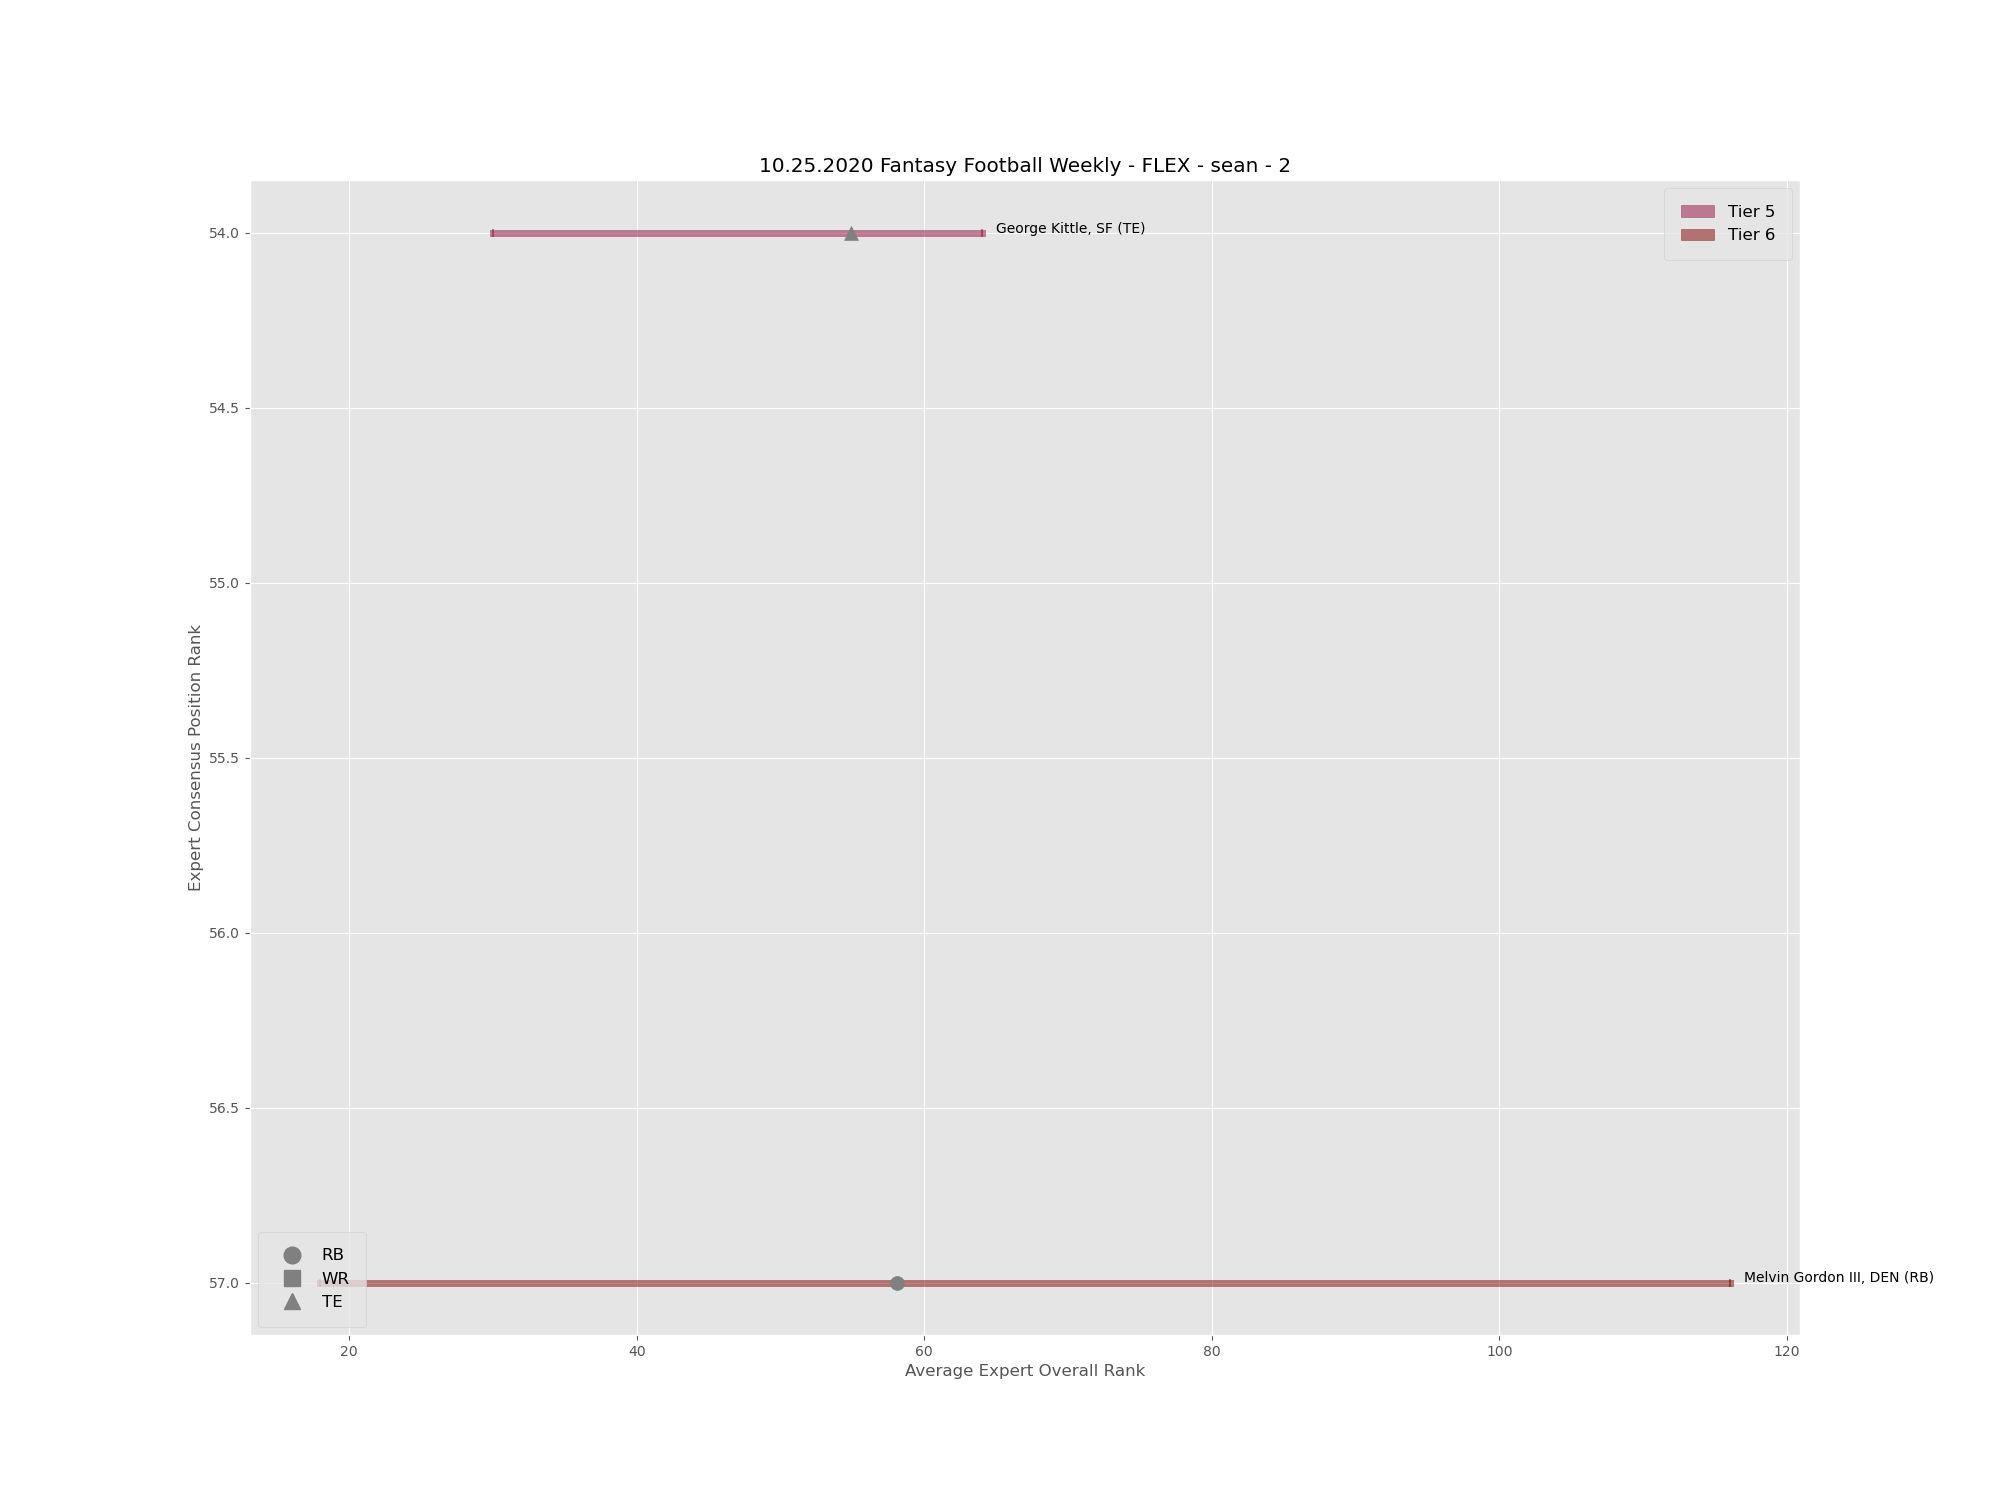 10.25.2020 Fantasy Football Weekly - FLEX - sean - 2
George Kittle, SF (TE)
Tier 5
Tier 6
54.0
54.5
55.0
55.5
56.0
56.5
57.0
Expert Consensus Position Rank
RB
WR
TE
Melvin Gordon III, DEN (RB)
20
40
60
80
100
120
Average Expert Overall Rank